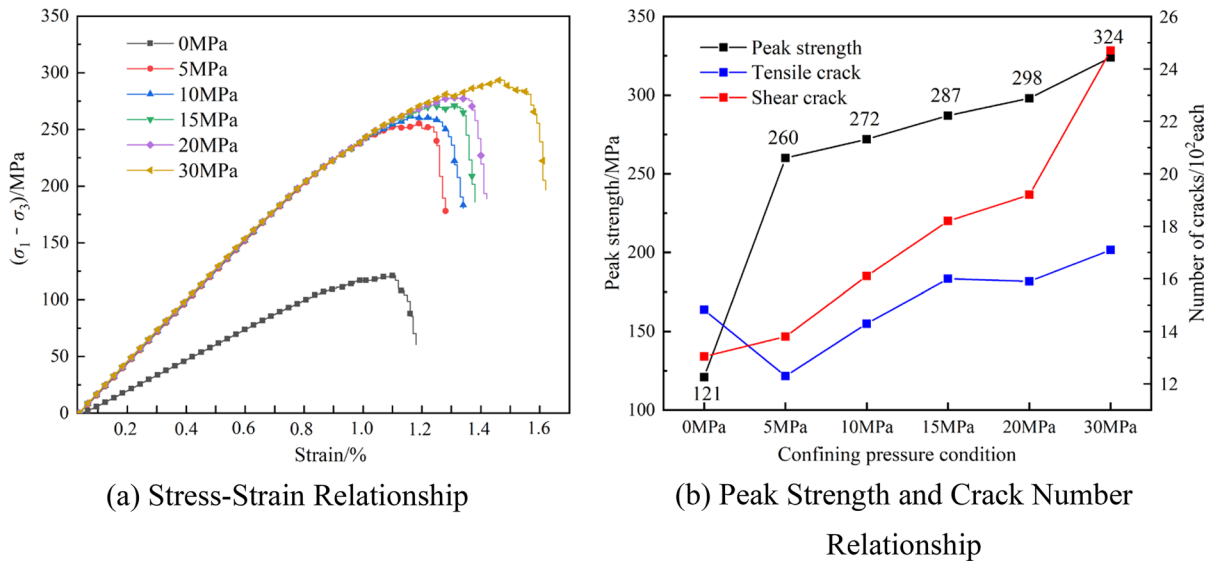 350
300
250
200
150
100
50
0
(σ1 - σ3)/MPa
0MPa
5MPa
10MPa
15MPa
20MPa
30MPa
0.2 0.4 0.6 0.8 1.0 1.2 1.4 1.6
Strain/%
(a) Stress-Strain Relationship
350
300
250
200
150
100
Peak strength/MPa
Peak strength
Tensile crack
Shear crack
121
260
272
287
298
324
26
24
22
20
18
16
14
12
Number of cracks/10²each
0MPa 5MPa 10MPa 15MPa 20MPa 30MPa
Confining pressure condition
(b) Peak Strength and Crack Number
Relationship